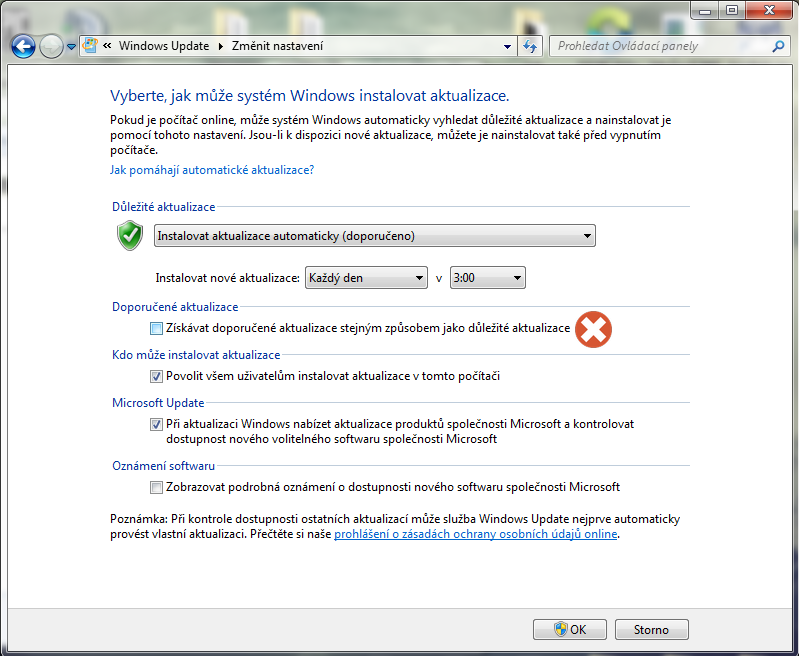 « Windows Update ▸ Změnit nastavení
Prohledat Ovládací panely
Vyberte, jak může systém Windows instalovat aktualizace.
Pokud je počítač online, může systém Windows automaticky vyhledat důležité aktualizace a nainstalovat je
pomocí tohoto nastavení. Jsou-li k dispozici nové aktualizace, můžete je nainstalovat také před vypnutím
počítače.
Jak pomáhají automatické aktualizace?
Důležité aktualizace
Instalovat aktualizace automaticky (doporučeno)
Instalovat nové aktualizace: Každý den v 3:00
Doporučené aktualizace
Získávat doporučené aktualizace stejným způsobem jako důležité aktualizace
Kdo může instalovat aktualizace
Povolit všem uživatelům instalovat aktualizace v tomto počítači
Microsoft Update
Při aktualizaci Windows nabízet aktualizace produktů společnosti Microsoft a kontrolovat
dostupnost nového volitelného softwaru společnosti Microsoft
Oznámení softwaru
Zobrazovat podrobná oznámení o dostupnosti nového softwaru společnosti Microsoft
Poznámka: Při kontrole dostupnosti ostatních aktualizací může služba Windows Update nejprve automaticky
provést vlastní aktualizaci. Přečtěte si naše prohlášení o zásadách ochrany osobních údajů online.
OK Storno